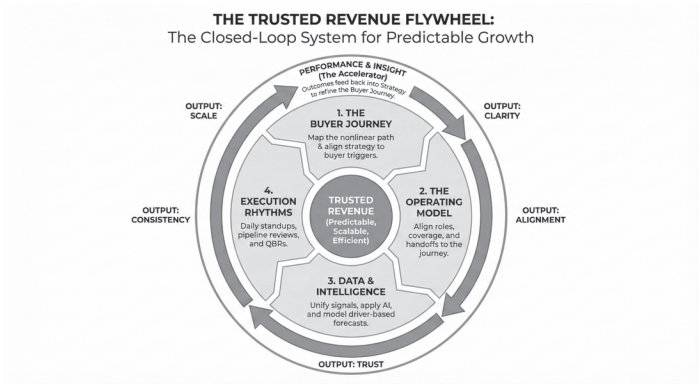 THE TRUSTED REVENUE FLYWHEEL:
The Closed-Loop System for Predictable Growth
PERFORMANCE & INSIGHT
(The Accelerator)
Outcomes feed back into Strategy
to refine the Buyer Journey.
OUTPUT:
SCALE
OUTPUT:
CLARITY
1. THE
BUYER JOURNEY
Map the nonlinear path
& align strategy to
buyer triggers.
4.
EXECUTION
RHYTHMS
Daily standups,
pipeline reviews,
and QBRs.
TRUSTED
REVENUE
(Predictable,
Scalable,
Efficient)
2. THE
OPERATING
MODEL
Align roles,
coverage, and
handoffs to the
journey.
OUTPUT:
CONSISTENCY
OUTPUT:
ALIGNMENT
3. DATA &
INTELLIGENCE
Unify signals, apply AI,
and model driver-based
forecasts.
OUTPUT: TRUST